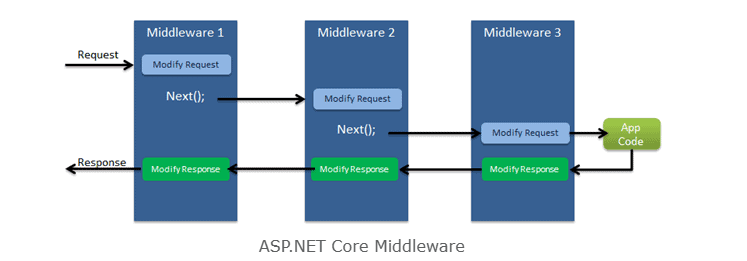 Middleware 1
Middleware 2
Middleware 3
Request
Modify Request
Next();
Modify Request
Next();
Modify Request
App
Code
Response
Modify Response
Modify Response
Modify Response
ASP.NET Core Middleware